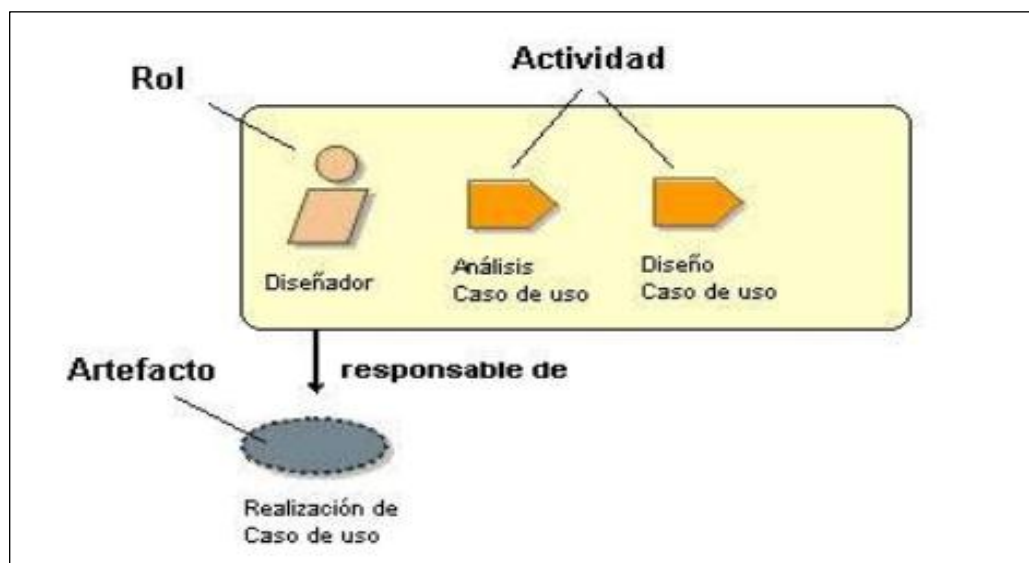 Actividad
Rol
Diseñador
Análisis
Caso de uso
Diseño
Caso de uso
Artefacto
responsable de
Realización de
Caso de uso